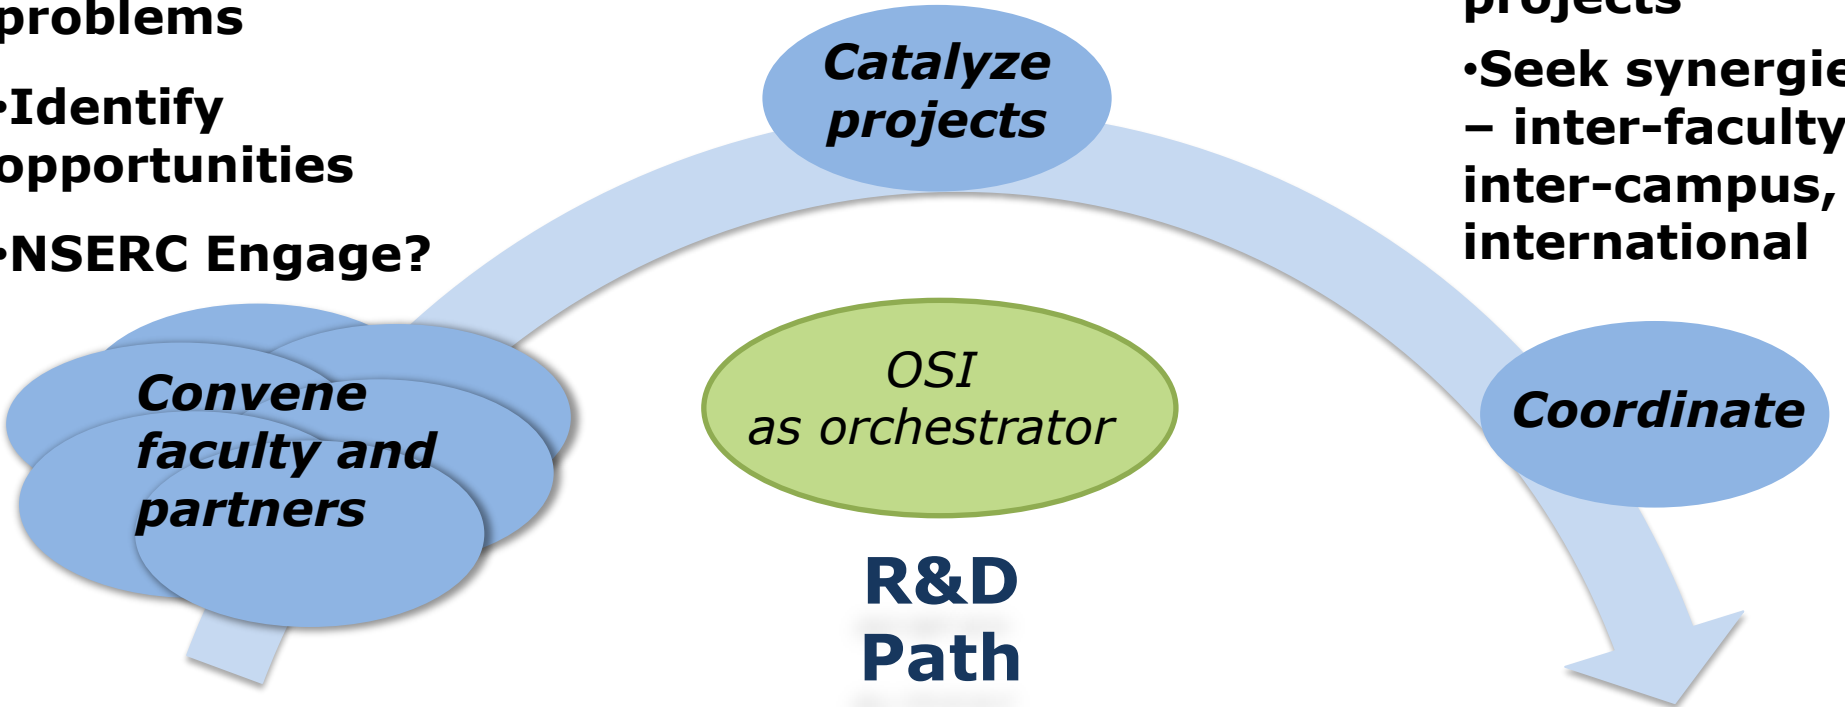 problems
•Identify
opportunities
•NSERC Engage?
Catalyze
projects
projects
•Seek synergie
– inter-faculty
inter-campus,
international
Convene
faculty and
partners
OSI
as orchestrator
Coordinate
R&D
Path